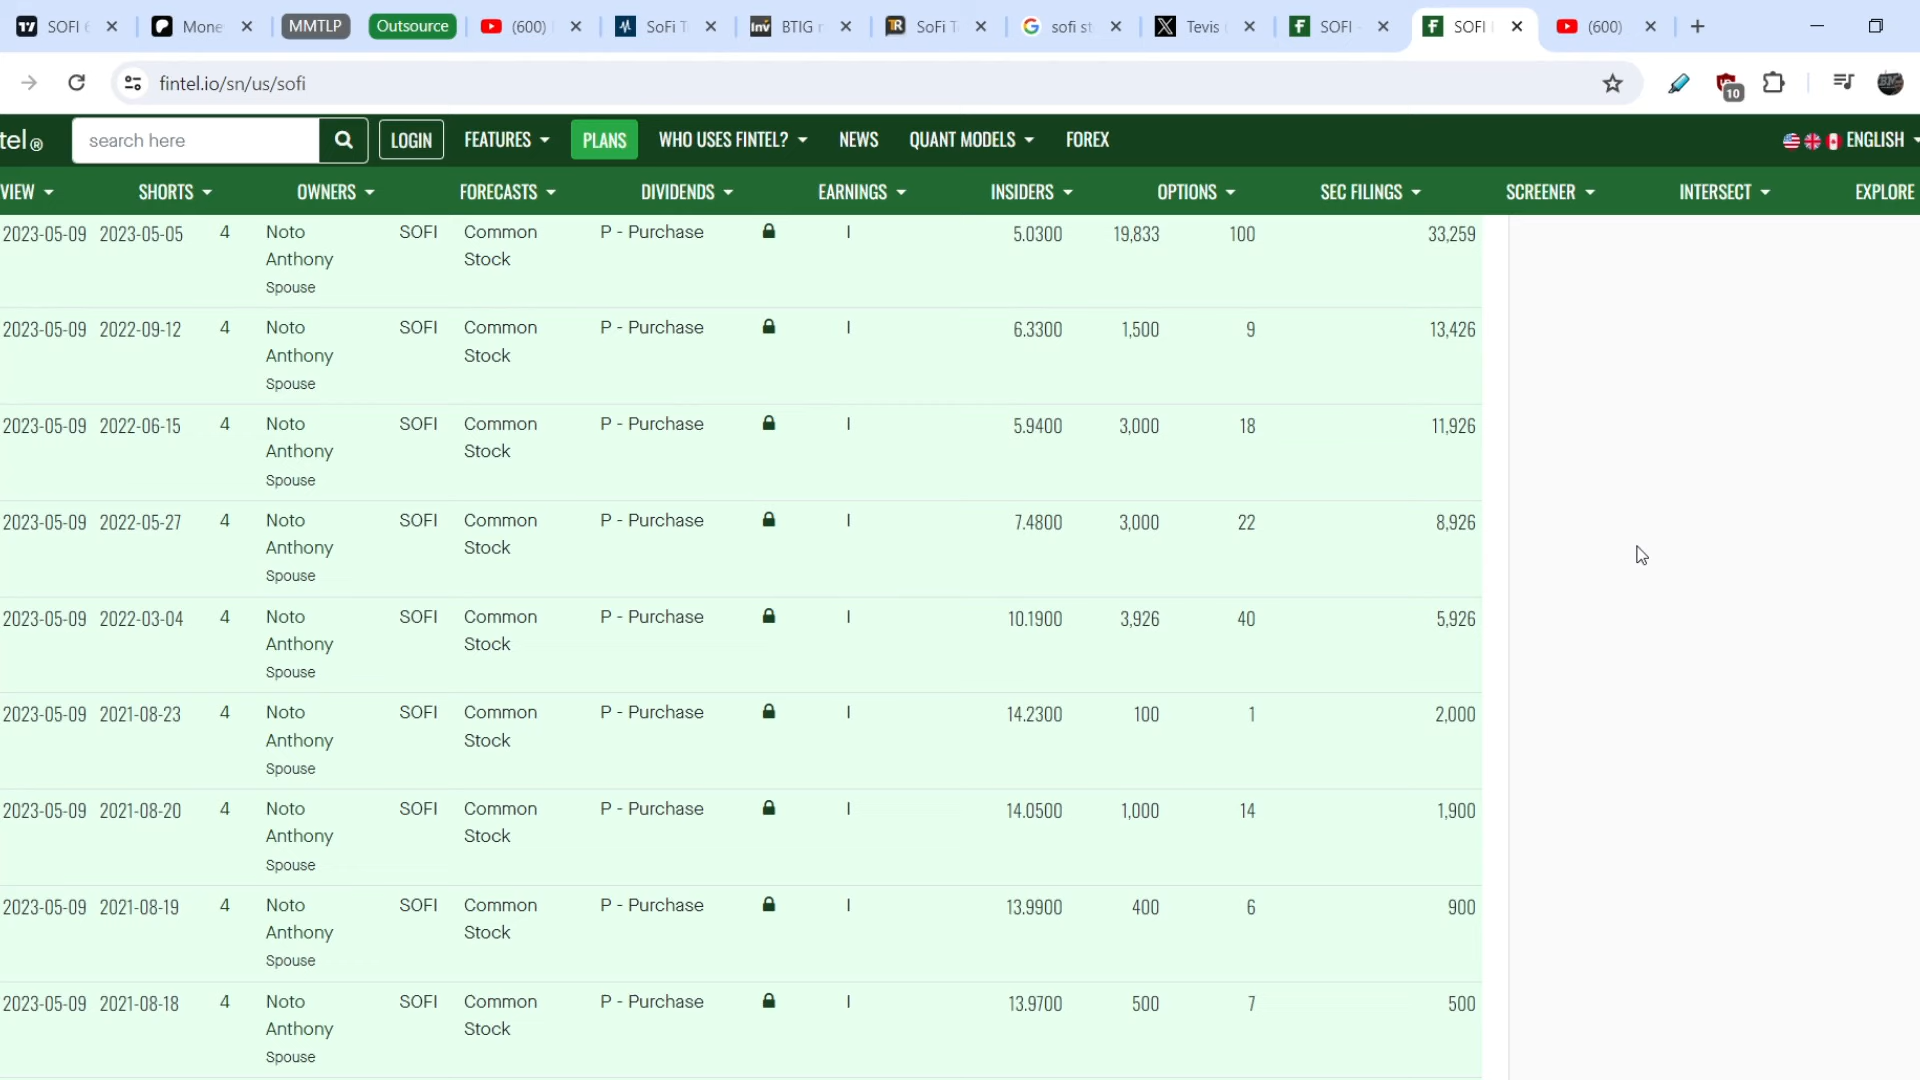 SOFI 6 Mone MMTLP Outsource (600) SoFi T BTIG r SoFi T sofi st Tevis SOFI - SOFI (600)
fintel.io/sn/us/sofi 10
tel® search here LOGIN FEATURES PLANS WHO USES FINTEL? NEWS QUANT MODELS FOREX ENGLISH
VIEW SHORTS OWNERS FORECASTS DIVIDENDS EARNINGS INSIDERS OPTIONS SEC FILINGS SCREENER INTERSECT EXPLORE
2023-05-09 2023-05-05 4 Noto SOFI Common P - Purchase I 5.0300 19,833 100 33,259
Anthony Stock
Spouse
2023-05-09 2022-09-12 4 Noto SOFI Common P - Purchase I 6.3300 1,500 9 13,426
Anthony Stock
Spouse
2023-05-09 2022-06-15 4 Noto SOFI Common P - Purchase I 5.9400 3,000 18 11,926
Anthony Stock
Spouse
2023-05-09 2022-05-27 4 Noto SOFI Common P - Purchase I 7.4800 3,000 22 8,926
Anthony Stock
Spouse
2023-05-09 2022-03-04 4 Noto SOFI Common P - Purchase I 10.1900 3,926 40 5,926
Anthony Stock
Spouse
2023-05-09 2021-08-23 4 Noto SOFI Common P - Purchase I 14.2300 100 1 2,000
Anthony Stock
Spouse
2023-05-09 2021-08-20 4 Noto SOFI Common P - Purchase I 14.0500 1,000 14 1,900
Anthony Stock
Spouse
2023-05-09 2021-08-19 4 Noto SOFI Common P - Purchase I 13.9900 400 6 900
Anthony Stock
Spouse
2023-05-09 2021-08-18 4 Noto SOFI Common P - Purchase I 13.9700 500 7 500
Anthony Stock
Spouse